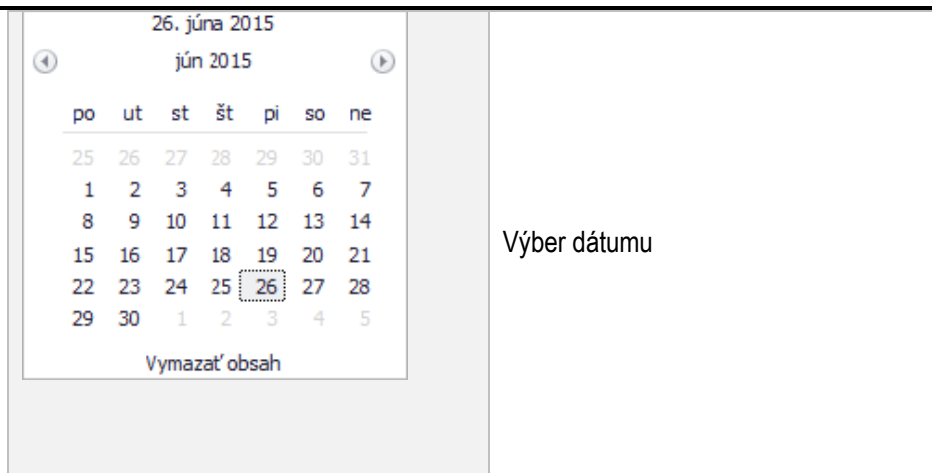 26. júna 2015
jún 2015
po ut st št pi so ne
25 26 27 28 29 30 31
1 2 3 4 5 6 7
8 9 10 11 12 13 14
15 16 17 18 19 20 21
22 23 24 25 26 27 28
29 30 1 2 3 4 5
Vymazať obsah
Výber dátumu